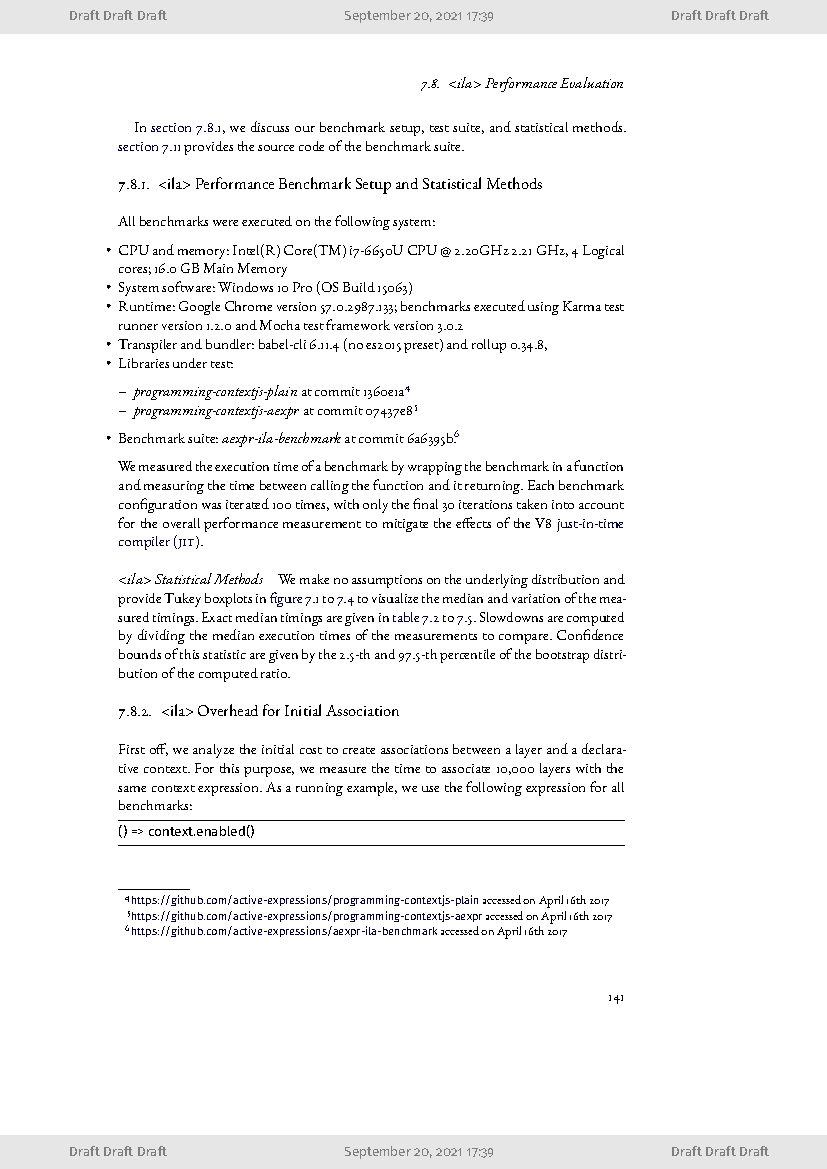 Draft Draft Draft September 20, 2021 17:39 Draft Draft Draft
7.8. <ila> Performance Evaluation
In section 7.8.1, we discuss our benchmark setup, test suite, and statistical methods.
section 7.11 provides the source code of the benchmark suite.
7.8.1. <ila> Performance Benchmark Setup and Statistical Methods
All benchmarks were executed on the following system:
• CPU and memory: Intel(R) Core(TM) i7-6650U CPU @ 2.20GHz 2.21 GHz, 4 Logical
cores; 16.0 GB Main Memory
• System software: Windows 10 Pro (OS Build 15063)
• Runtime: Google Chrome version 57.0.2987.133; benchmarks executed using Karma test
runner version 1.2.0 and Mocha test framework version 3.0.2
• Transpiler and bundler: babel-cli 6.11.4 (no es2015 preset) and rollup 0.34.8,
• Libraries under test:
– programming-contextjs-plain at commit 1360e1a⁴
– programming-contextjs-aexpr at commit 07437e8⁵
• Benchmark suite: aexpr-ila-benchmark at commit 6a6395b.⁶
We measured the execution time of a benchmark by wrapping the benchmark in a function
and measuring the time between calling the function and it returning. Each benchmark
configuration was iterated 100 times, with only the final 30 iterations taken into account
for the overall performance measurement to mitigate the effects of the V8 just-in-time
compiler (JIT).
<ila> Statistical Methods We make no assumptions on the underlying distribution and
provide Tukey boxplots in figure 7.1 to 7.4 to visualize the median and variation of the mea-
sured timings. Exact median timings are given in table 7.2 to 7.5. Slowdowns are computed
by dividing the median execution times of the measurements to compare. Confidence
bounds of this statistic are given by the 2.5-th and 97.5-th percentile of the bootstrap distri-
bution of the computed ratio.
7.8.2. <ila> Overhead for Initial Association
First off, we analyze the initial cost to create associations between a layer and a declara-
tive context. For this purpose, we measure the time to associate 10,000 layers with the
same context expression. As a running example, we use the following expression for all
benchmarks:
() => context.enabled()
⁴https://github.com/active-expressions/programming-contextjs-plain accessed on April 16th 2017
⁵https://github.com/active-expressions/programming-contextjs-aexpr accessed on April 16th 2017
⁶https://github.com/active-expressions/aexpr-ila-benchmark accessed on April 16th 2017
141
Draft Draft Draft September 20, 2021 17:39 Draft Draft Draft